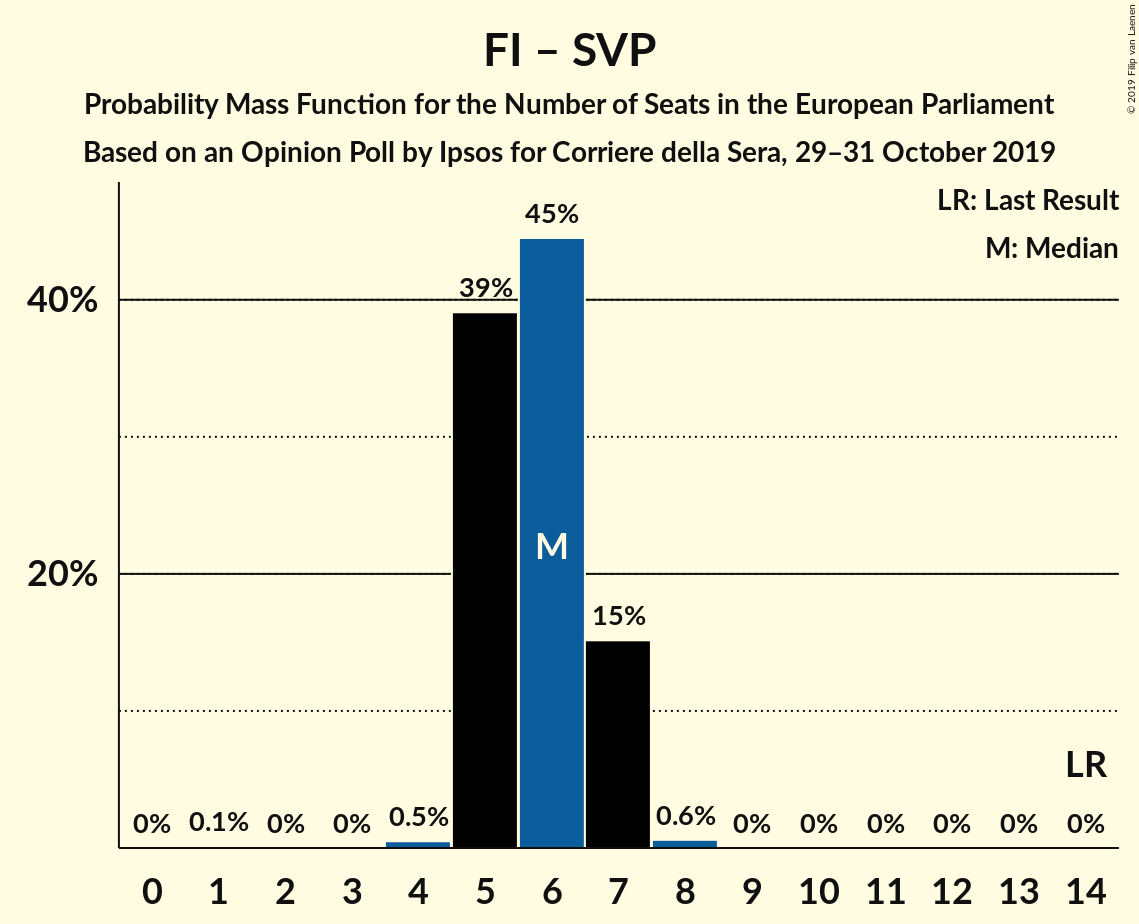 FI – SVP
Probability Mass Function for the Number of Seats in the European Parliament
Based on an Opinion Poll by Ipsos for Corriere della Sera, 29–31 October 2019
© 2019 Filip van Laenen
LR: Last Result
M: Median
45%
39%
40%
M
20%
15%
LR
0% 0.1% 0% 0% 0.5% 0.6% 0% 0% 0% 0% 0% 0%
0 1 2 3 4 5 6 7 8 9 10 11 12 13 14